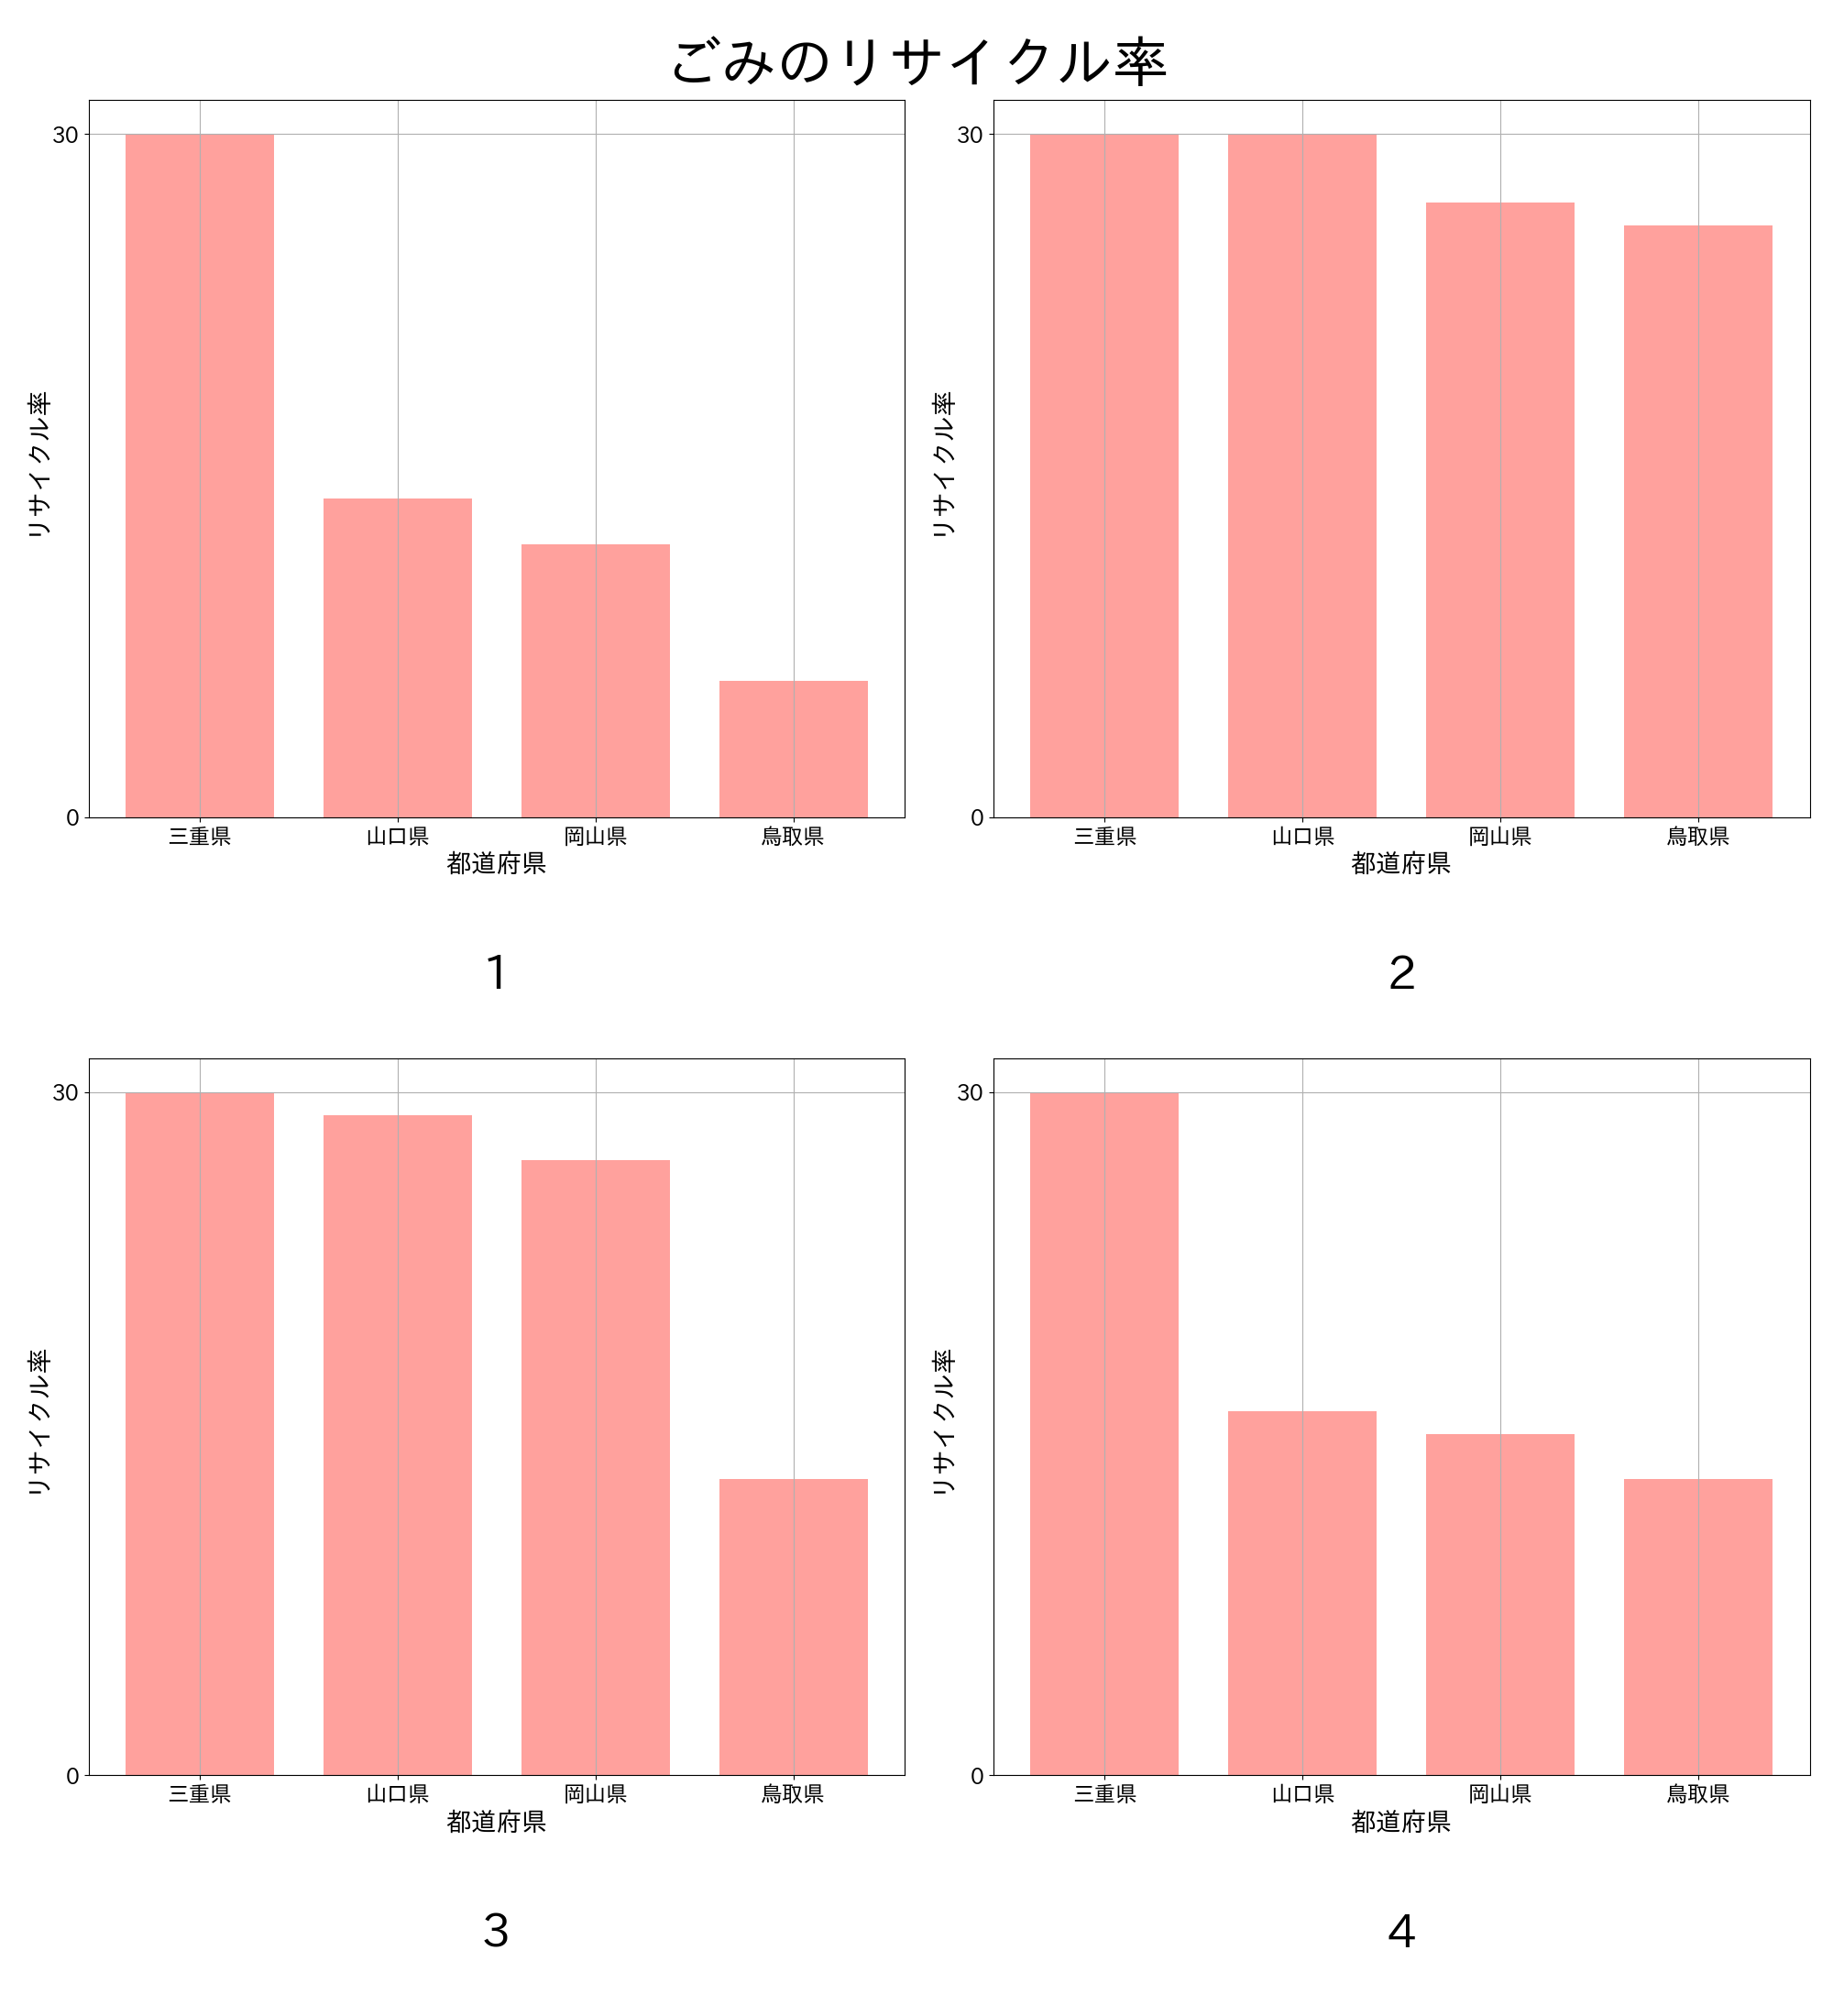 ごみのリサイクル率
30
0
リサイクル率
三重県 山口県 岡山県 鳥取県
都道府県
1
30
0
リサイクル率
三重県 山口県 岡山県 鳥取県
都道府県
2
30
0
リサイクル率
三重県 山口県 岡山県 鳥取県
都道府県
3
30
0
リサイクル率
三重県 山口県 岡山県 鳥取県
都道府県
4